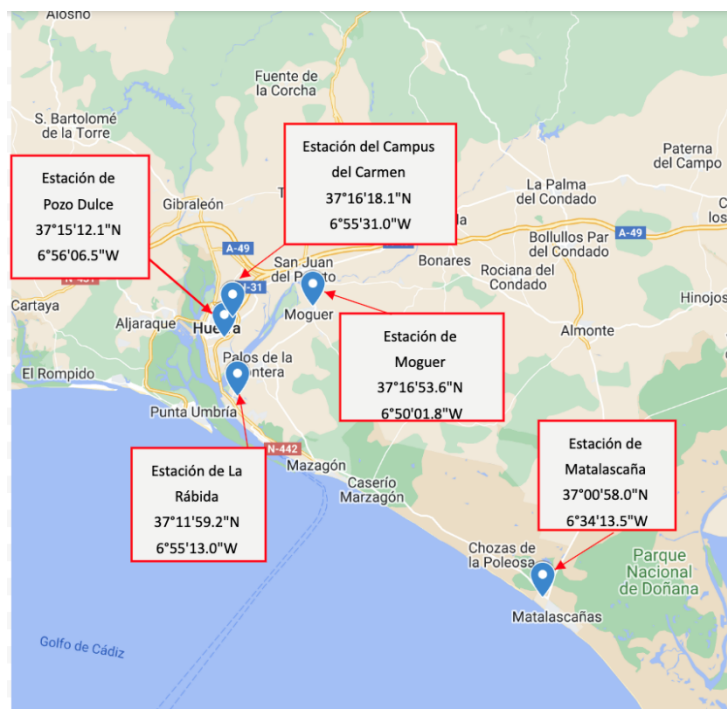 Alosno
Fuente de
la Corcha
S. Bartolomé
de la Torre
Estación del Campus
del Carmen
37°16'18.1"N
6°55'31.0"W
Paterna
del Campo
Estación de
Pozo Dulce
37°15'12.1"N
6°56'06.5"W
Gibraleón
La Palma
del Condado
A-49
A-49
Bollullos Par
del Condado
San Juan
del Puerto
Bonares
Rociana del
Condado
N-431
N-31
Cartaya
Hinojos
Aljaraque
Huelva
Moguer
Almonte
Estación de
Moguer
37°16'53.6"N
6°50'01.8"W
Palos de la
Frontera
El Rompido
Punta Umbría
N-442
Mazagón
Estación de La
Rábida
37°11'59.2"N
6°55'13.0"W
Estación de
Matalascaña
37°00'58.0"N
6°34'13.5"W
Caserío
Marzagón
Chozas de
la Poleosa
Parque
Nacional
de Doñana
Matalascañas
Golfo de Cádiz